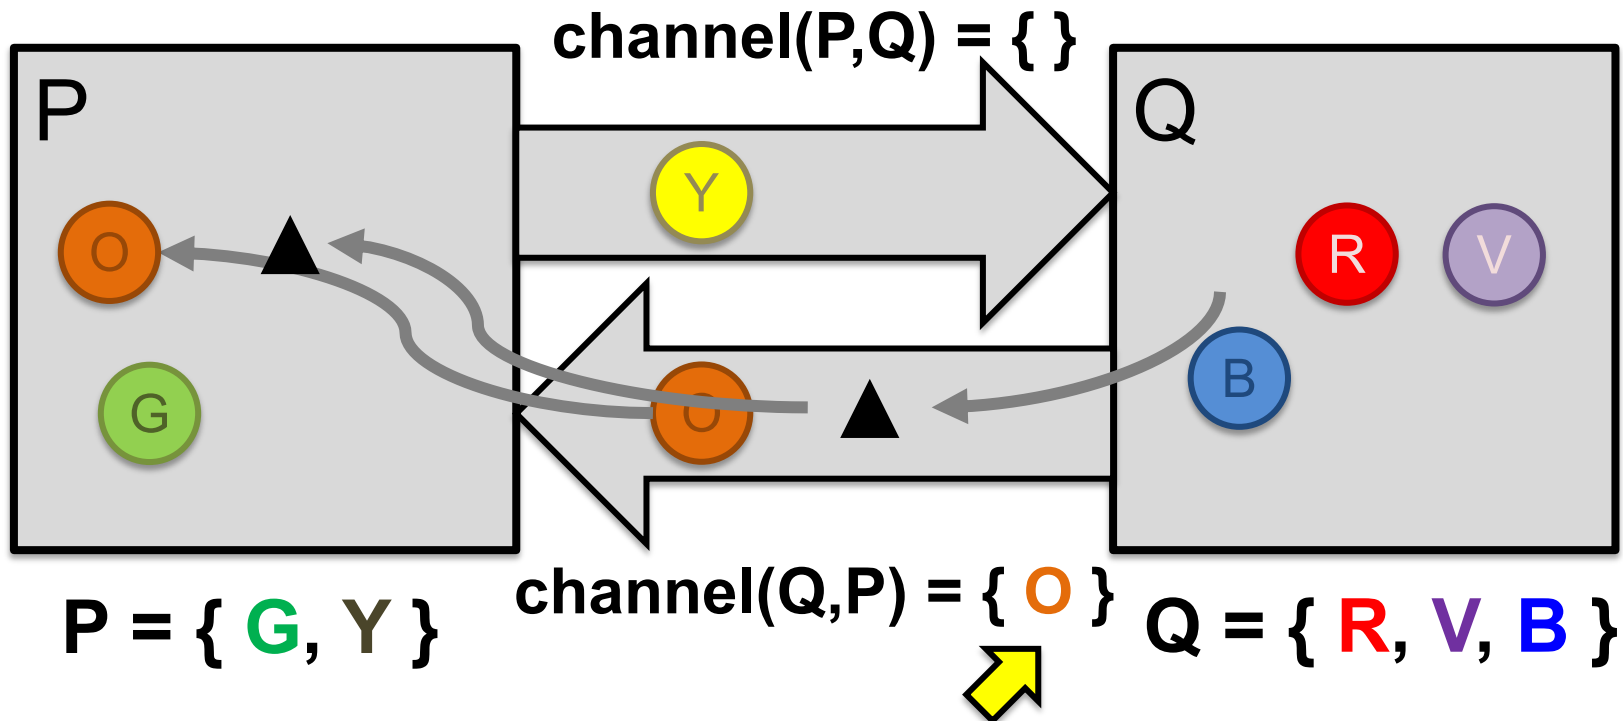 channel(P,Q) = { }
P
Q
Y
O
R
V
G
O
B
channel(Q,P) = { O }
P = { G, Y }
Q = { R, V, B }